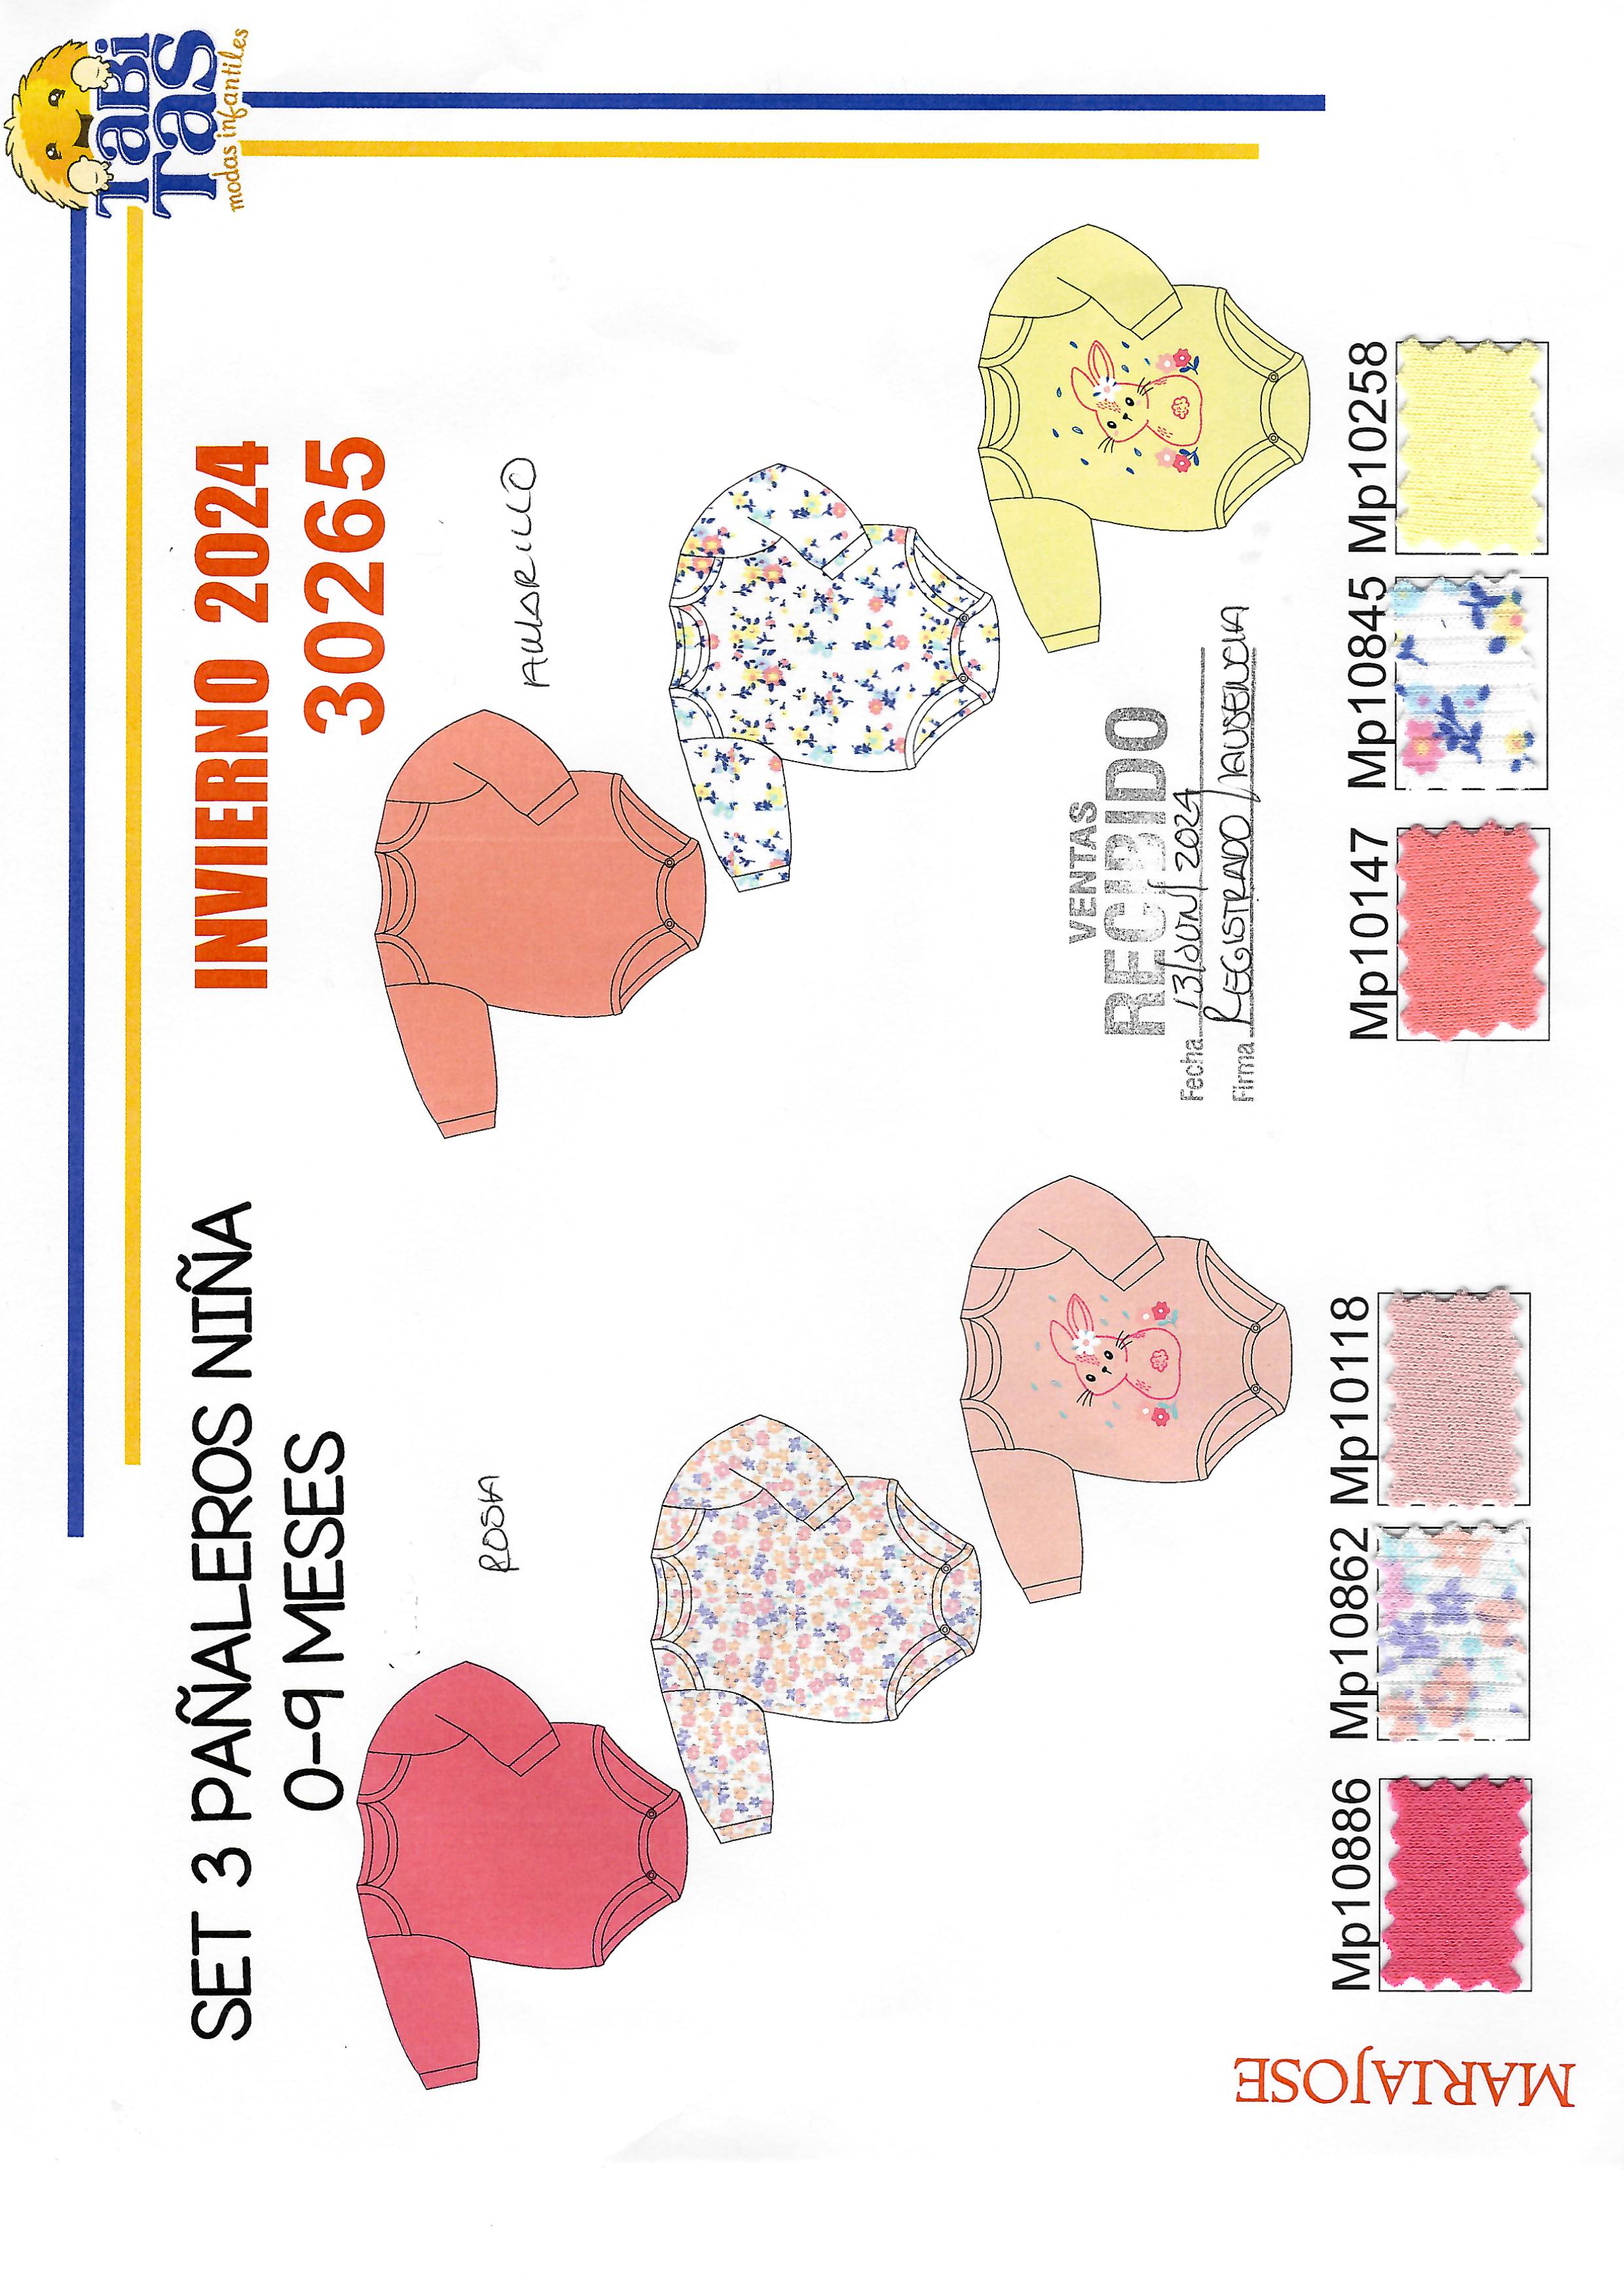 TaBi
Tas
modas infantiles
SET 3 PAÑALEROS NIÑA
0-9 MESES
INVIERNO 2024
30265
ROSA
AMARILLO
VENTAS
RECIBIDO
Fecha 13/JUN/2024
Firma REGISTRADO / AUSENCIA
MARIAJOSE
Mp10886 Mp10862 Mp10118
Mp10147 Mp10845 Mp10258